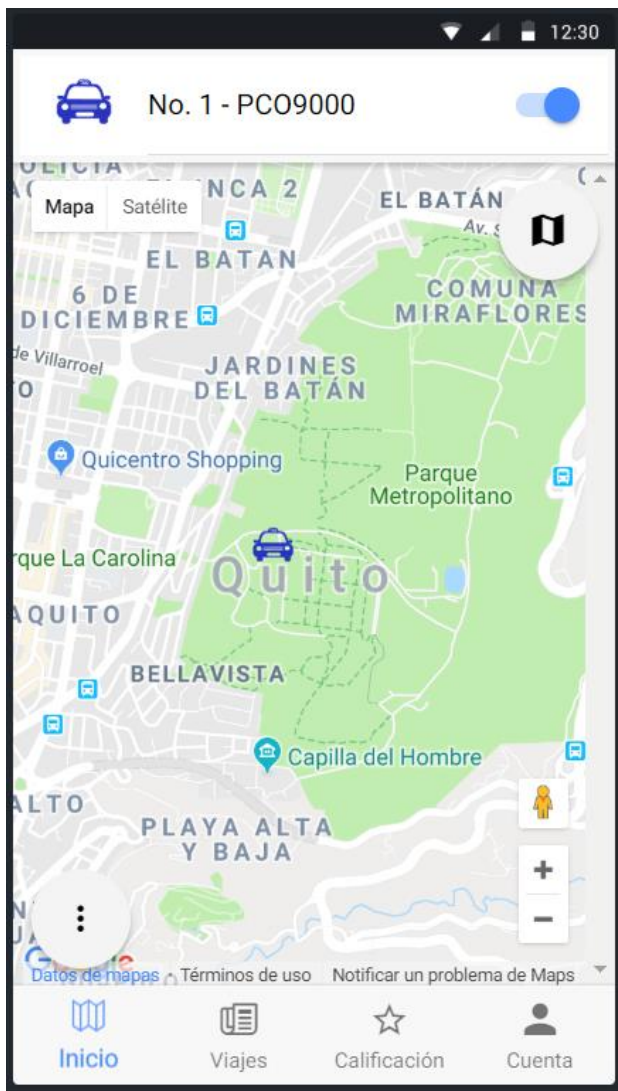 12:30
No. 1 - PCO9000
NCA 2
Mapa Satélite
EL BATÁN
EL BATAN
6 DE
DICIEMBRE
COMUNA
MIRAFLORES
de Villarroel
JARDINES
DEL BATÁN
Quicentro Shopping
Parque
Metropolitano
rque La Carolina
Quito
AQUITO
BELLAVISTA
Capilla del Hombre
ALTO
PLAYA ALTA
Y BAJA
Datos de mapas Términos de uso Notificar un problema de Maps
Inicio Viajes Calificación Cuenta